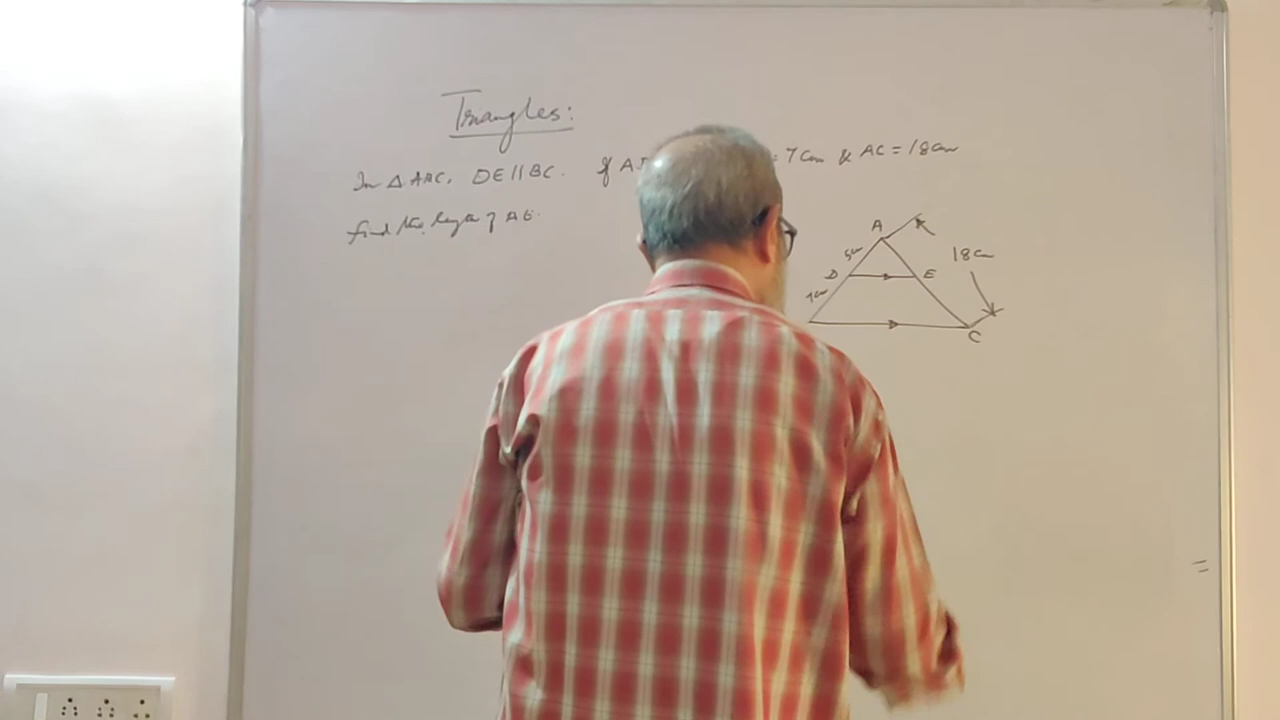 Triangles:
In △ABC, DE || BC. If AD = 7cm & AC = 18cm
find the length of AE.
A
5cm
18cm
D
E
7cm
C
=